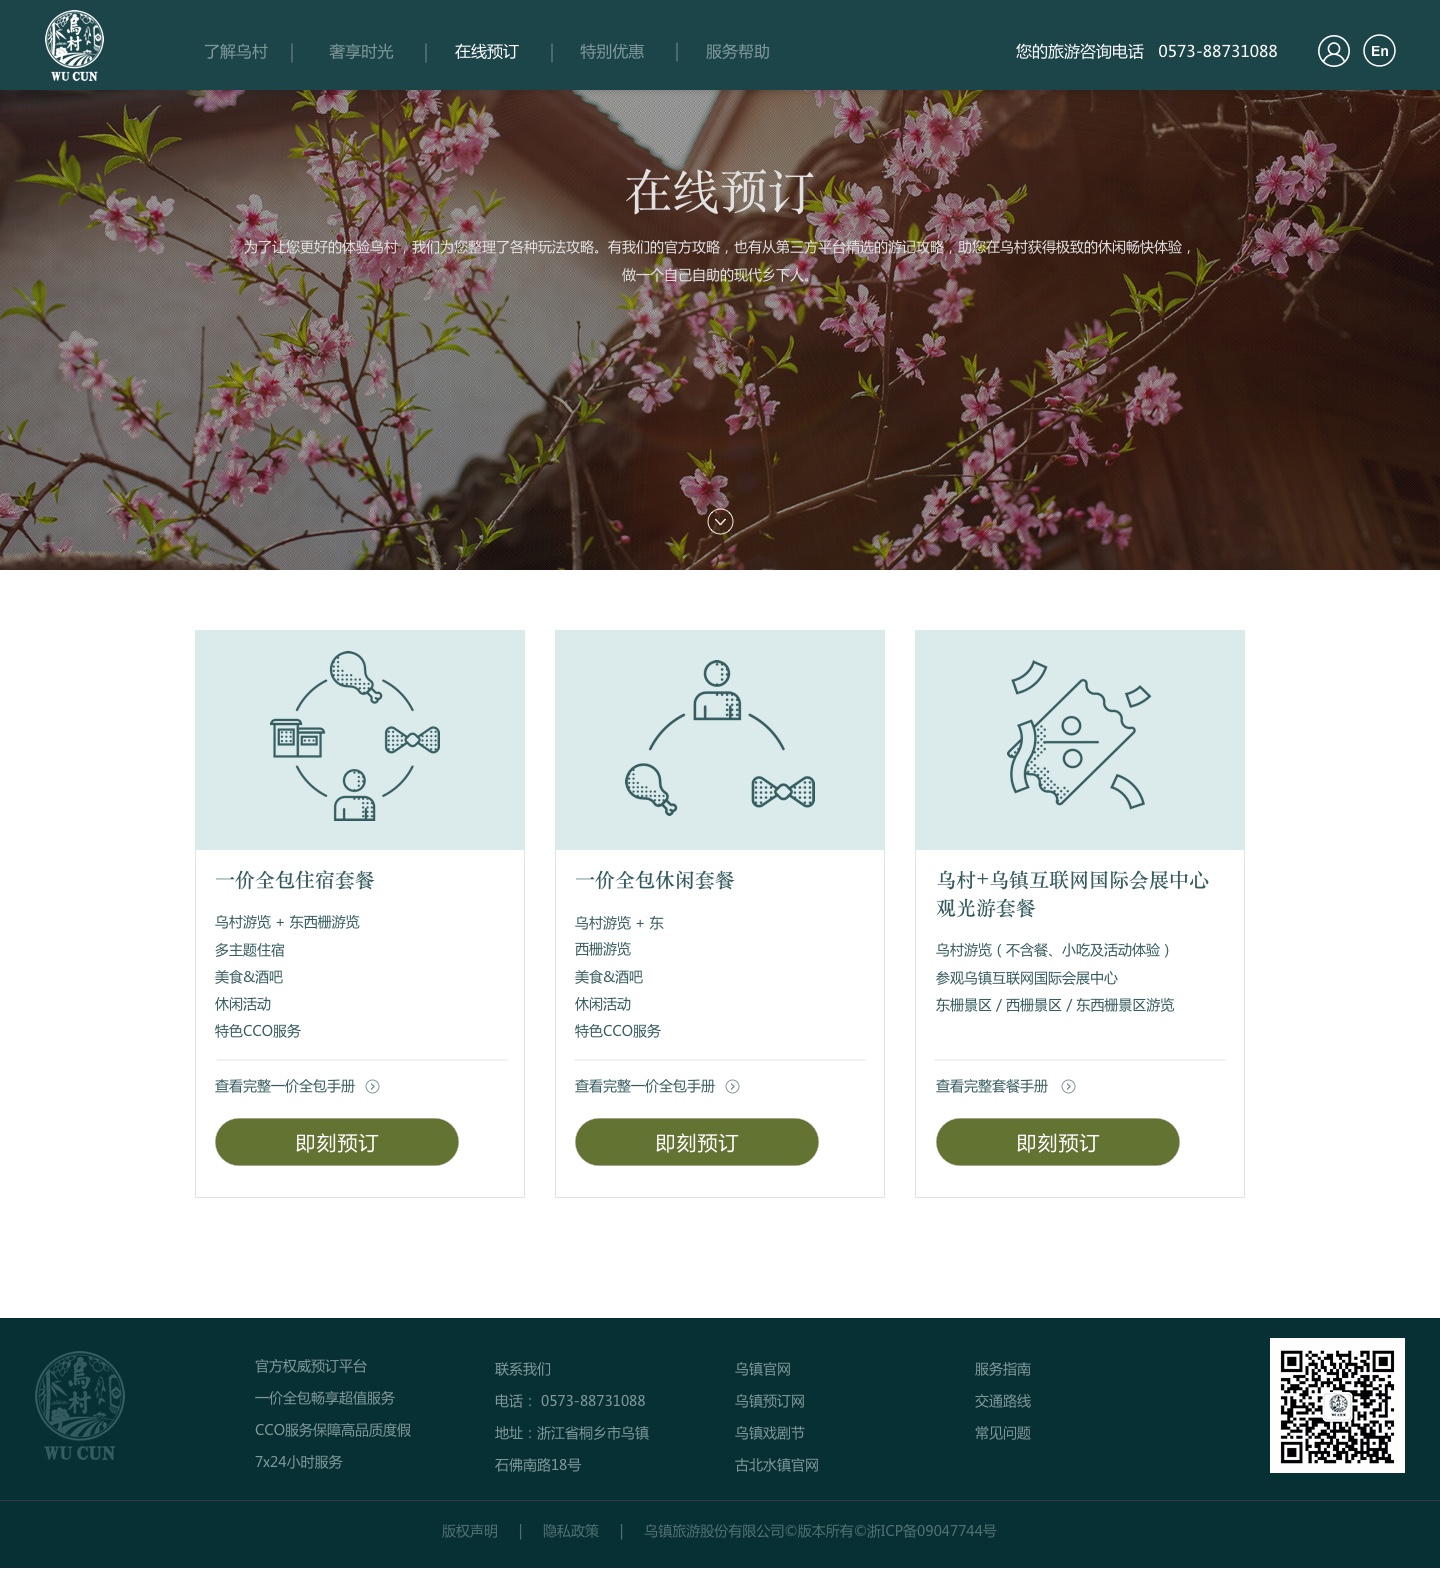 乌村
WU CUN
了解乌村 | 奢享时光 | 在线预订 | 特别优惠 | 服务帮助
您的旅游咨询电话 0573-88731088
En
在线预订
为了让您更好的体验乌村，我们为您整理了各种玩法攻略。有我们的官方攻略，也有从第三方平台精选的游记攻略，助您在乌村获得极致的休闲畅快体验，
做一个自己自助的现代乡下人。
一价全包住宿套餐
乌村游览 + 东西栅游览
多主题住宿
美食&酒吧
休闲活动
特色CCO服务
查看完整一价全包手册
即刻预订
一价全包休闲套餐
乌村游览 + 东
西栅游览
美食&酒吧
休闲活动
特色CCO服务
查看完整一价全包手册
即刻预订
乌村+乌镇互联网国际会展中心
观光游套餐
乌村游览（不含餐、小吃及活动体验）
参观乌镇互联网国际会展中心
东栅景区 / 西栅景区 / 东西栅景区游览
查看完整套餐手册
即刻预订
WU CUN
官方权威预订平台
一价全包畅享超值服务
CCO服务保障高品质度假
7x24小时服务
联系我们
电话： 0573-88731088
地址：浙江省桐乡市乌镇
石佛南路18号
乌镇官网
乌镇预订网
乌镇戏剧节
古北水镇官网
服务指南
交通路线
常见问题
版权声明 | 隐私政策 | 乌镇旅游股份有限公司©版本所有©浙ICP备09047744号